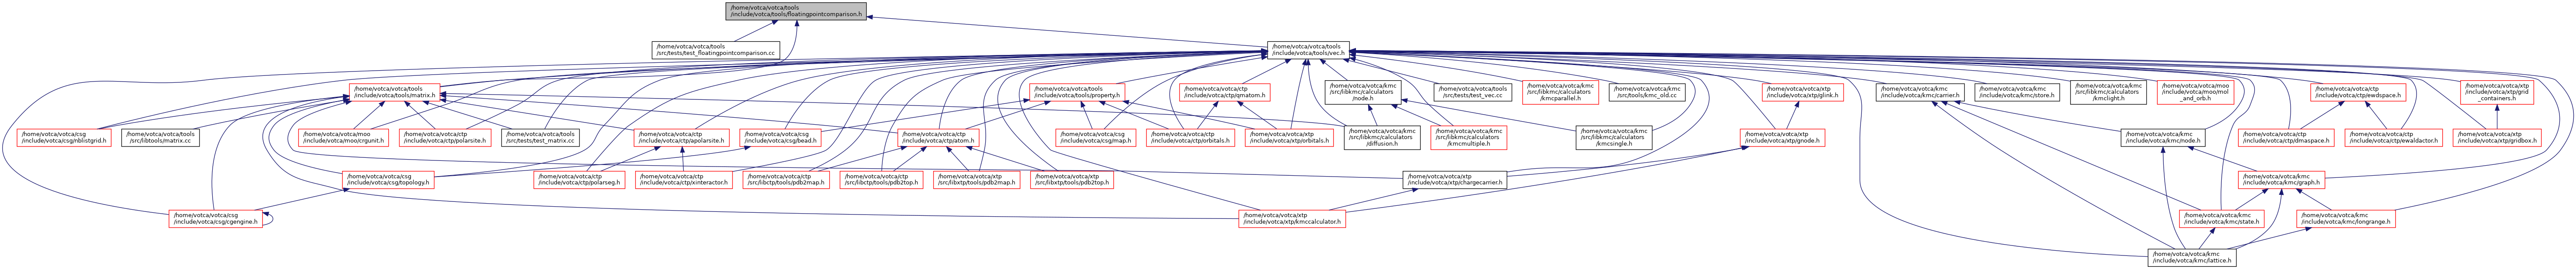 /home/votca/votca/tools
/include/votca/tools/floatingpointcomparison.h
/home/votca/votca/tools
/src/tests/test_floatingpointcomparison.cc
/home/votca/votca/tools
/include/votca/tools/vec.h
/home/votca/votca/tools
/include/votca/tools/matrix.h
/home/votca/votca/tools
/include/votca/tools/property.h
/home/votca/votca/ctp
/include/votca/ctp/qmatom.h
/home/votca/votca/kmc
/src/libkmc/calculators
/node.h
/home/votca/votca/tools
/src/tests/test_vec.cc
/home/votca/votca/kmc
/src/libkmc/calculators
/kmcparallel.h
/home/votca/votca/kmc
/src/tools/kmc_old.cc
/home/votca/votca/xtp
/include/votca/xtp/glink.h
/home/votca/votca/kmc
/include/votca/kmc/carrier.h
/home/votca/votca/kmc
/include/votca/kmc/store.h
/home/votca/votca/kmc
/src/libkmc/calculators
/kmclight.h
/home/votca/votca/moo
/include/votca/moo/mol
_and_orb.h
/home/votca/votca/ctp
/include/votca/ctp/ewdspace.h
/home/votca/votca/xtp
/include/votca/xtp/grid
_containers.h
/home/votca/votca/csg
/include/votca/csg/nblistgrid.h
/home/votca/votca/tools
/src/libtools/matrix.cc
/home/votca/votca/moo
/include/votca/moo/crgunit.h
/home/votca/votca/ctp
/include/votca/ctp/polarsite.h
/home/votca/votca/tools
/src/tests/test_matrix.cc
/home/votca/votca/ctp
/include/votca/ctp/apolarsite.h
/home/votca/votca/csg
/include/votca/csg/bead.h
/home/votca/votca/ctp
/include/votca/ctp/atom.h
/home/votca/votca/csg
/include/votca/csg/map.h
/home/votca/votca/ctp
/include/votca/ctp/orbitals.h
/home/votca/votca/xtp
/include/votca/xtp/orbitals.h
/home/votca/votca/kmc
/src/libkmc/calculators
/diffusion.h
/home/votca/votca/kmc
/src/libkmc/calculators
/kmcmultiple.h
/home/votca/votca/kmc
/src/libkmc/calculators
/kmcsingle.h
/home/votca/votca/xtp
/include/votca/xtp/gnode.h
/home/votca/votca/kmc
/include/votca/kmc/node.h
/home/votca/votca/ctp
/include/votca/ctp/dmaspace.h
/home/votca/votca/ctp
/include/votca/ctp/ewaldactor.h
/home/votca/votca/xtp
/include/votca/xtp/gridbox.h
/home/votca/votca/csg
/include/votca/csg/topology.h
/home/votca/votca/ctp
/include/votca/ctp/polarseg.h
/home/votca/votca/ctp
/include/votca/ctp/xinteractor.h
/home/votca/votca/ctp
/src/libctp/tools/pdb2map.h
/home/votca/votca/ctp
/src/libctp/tools/pdb2top.h
/home/votca/votca/xtp
/src/libxtp/tools/pdb2map.h
/home/votca/votca/xtp
/src/libxtp/tools/pdb2top.h
/home/votca/votca/xtp
/include/votca/xtp/chargecarrier.h
/home/votca/votca/kmc
/include/votca/kmc/graph.h
/home/votca/votca/csg
/include/votca/csg/cgengine.h
/home/votca/votca/xtp
/include/votca/xtp/kmccalculator.h
/home/votca/votca/kmc
/include/votca/kmc/state.h
/home/votca/votca/kmc
/include/votca/kmc/longrange.h
/home/votca/votca/kmc
/include/votca/kmc/lattice.h